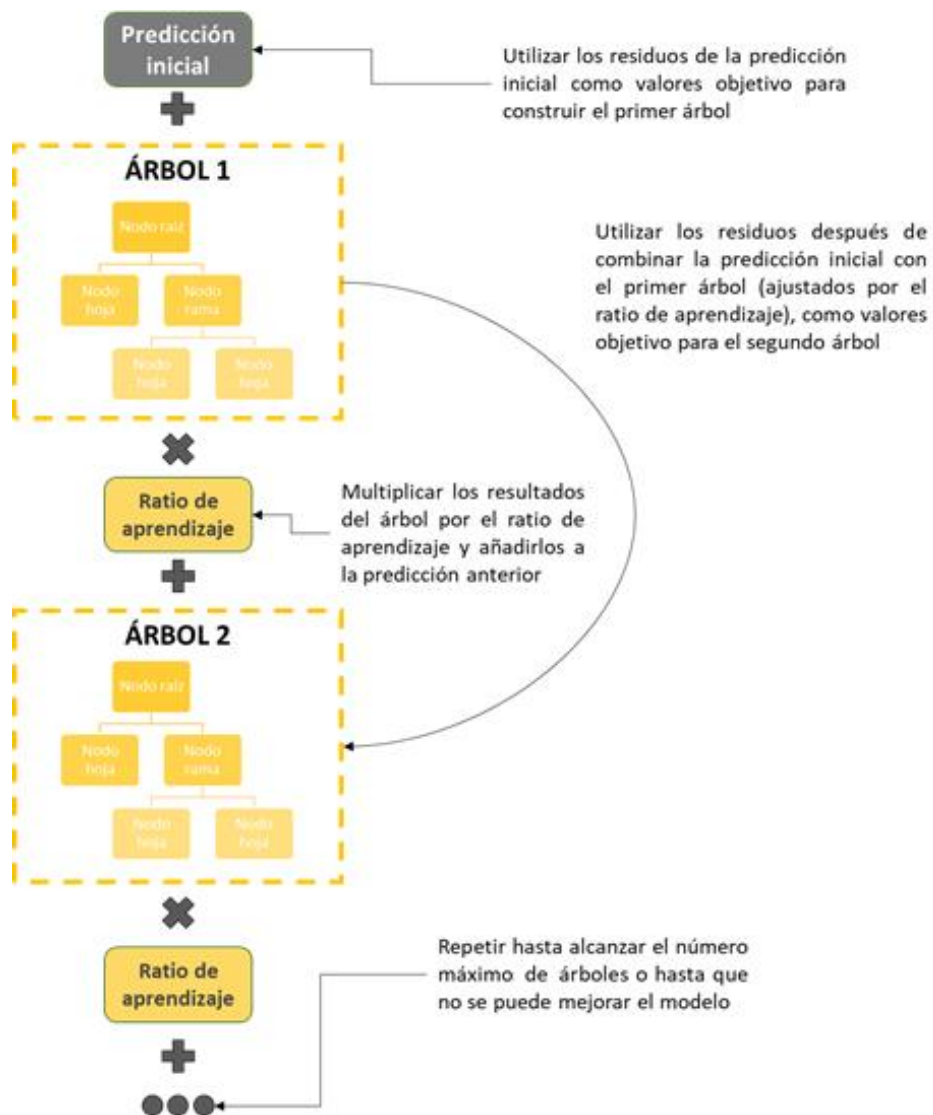 Predicción
inicial
Utilizar los residuos de la predicción
inicial como valores objetivo para
construir el primer árbol
ÁRBOL 1
Nodo raíz
Nodo
hoja
Nodo
rama
Nodo
hoja
Nodo
hoja
Utilizar los residuos después de
combinar la predicción inicial con
el primer árbol (ajustados por el
ratio de aprendizaje), como valores
objetivo para el segundo árbol
Ratio de
aprendizaje
Multiplicar los resultados
del árbol por el ratio de
aprendizaje y añadirlos a
la predicción anterior
ÁRBOL 2
Nodo raíz
Nodo
hoja
Nodo
rama
Nodo
hoja
Nodo
hoja
Ratio de
aprendizaje
Repetir hasta alcanzar el número
máximo de árboles o hasta que
no se puede mejorar el modelo